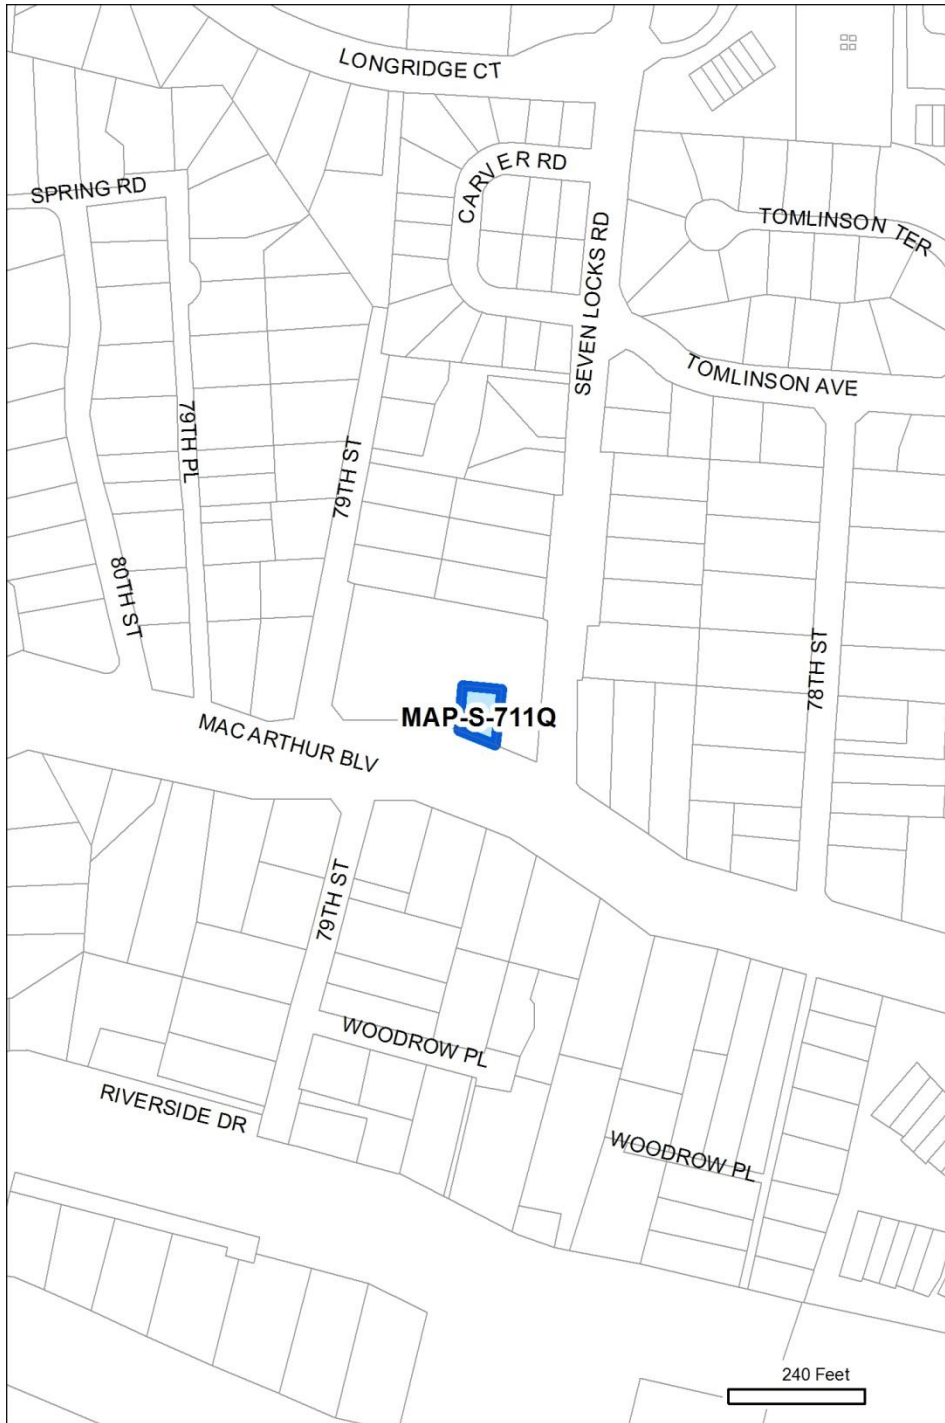 LONGRIDGE CT
CARVER RD
SPRING RD
TOMLINSON TER
SEVEN LOCKS RD
TOMLINSON AVE
79TH PL
79TH ST
80TH ST
78TH ST
MAP-S-711Q
MAC ARTHUR BLV
79TH ST
WOODROW PL
RIVERSIDE DR
WOODROW PL
240 Feet